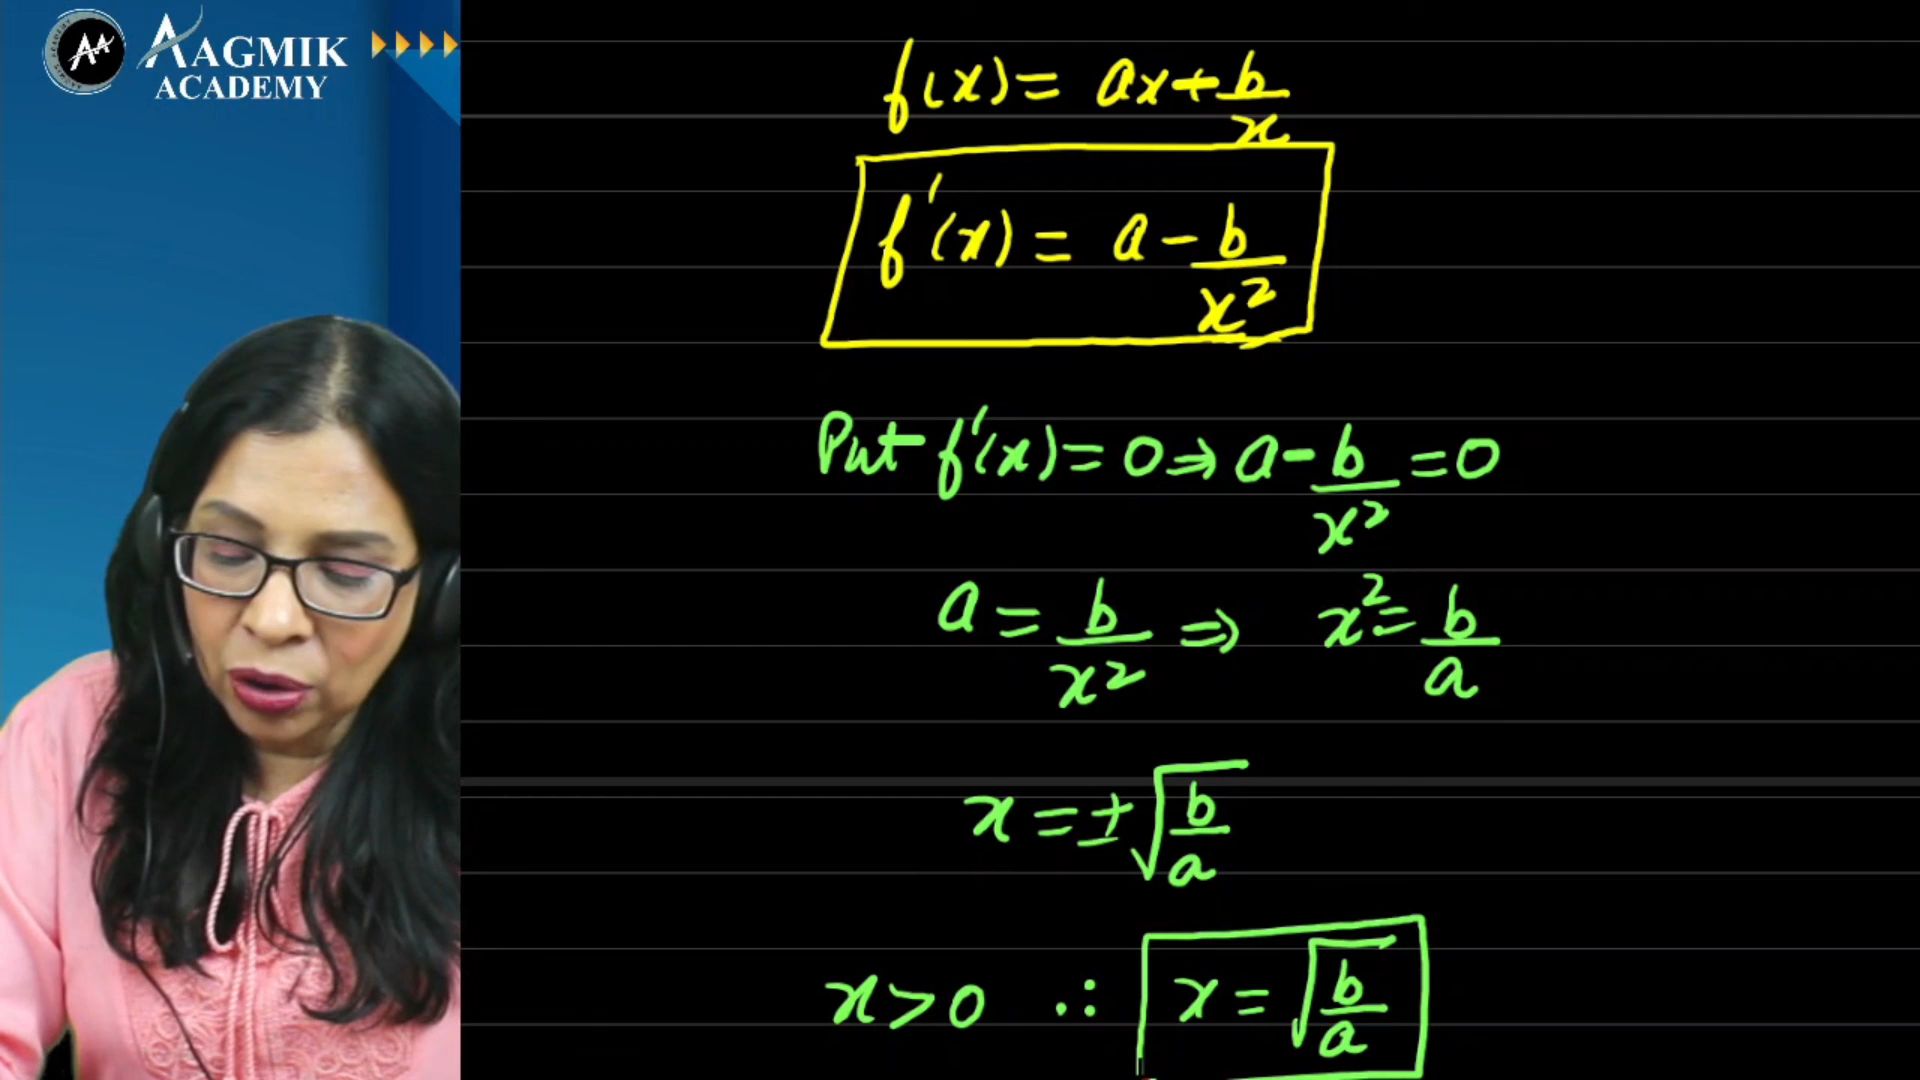 AAGMIK
ACADEMY
f(x) = ax + b/x
f'(x) = a - b/x²
Put f'(x) = 0 ⇒ a - b/x² = 0
a = b/x² ⇒ x² = b/a
x = ± √(b/a)
x > 0 ∴ x = √(b/a)